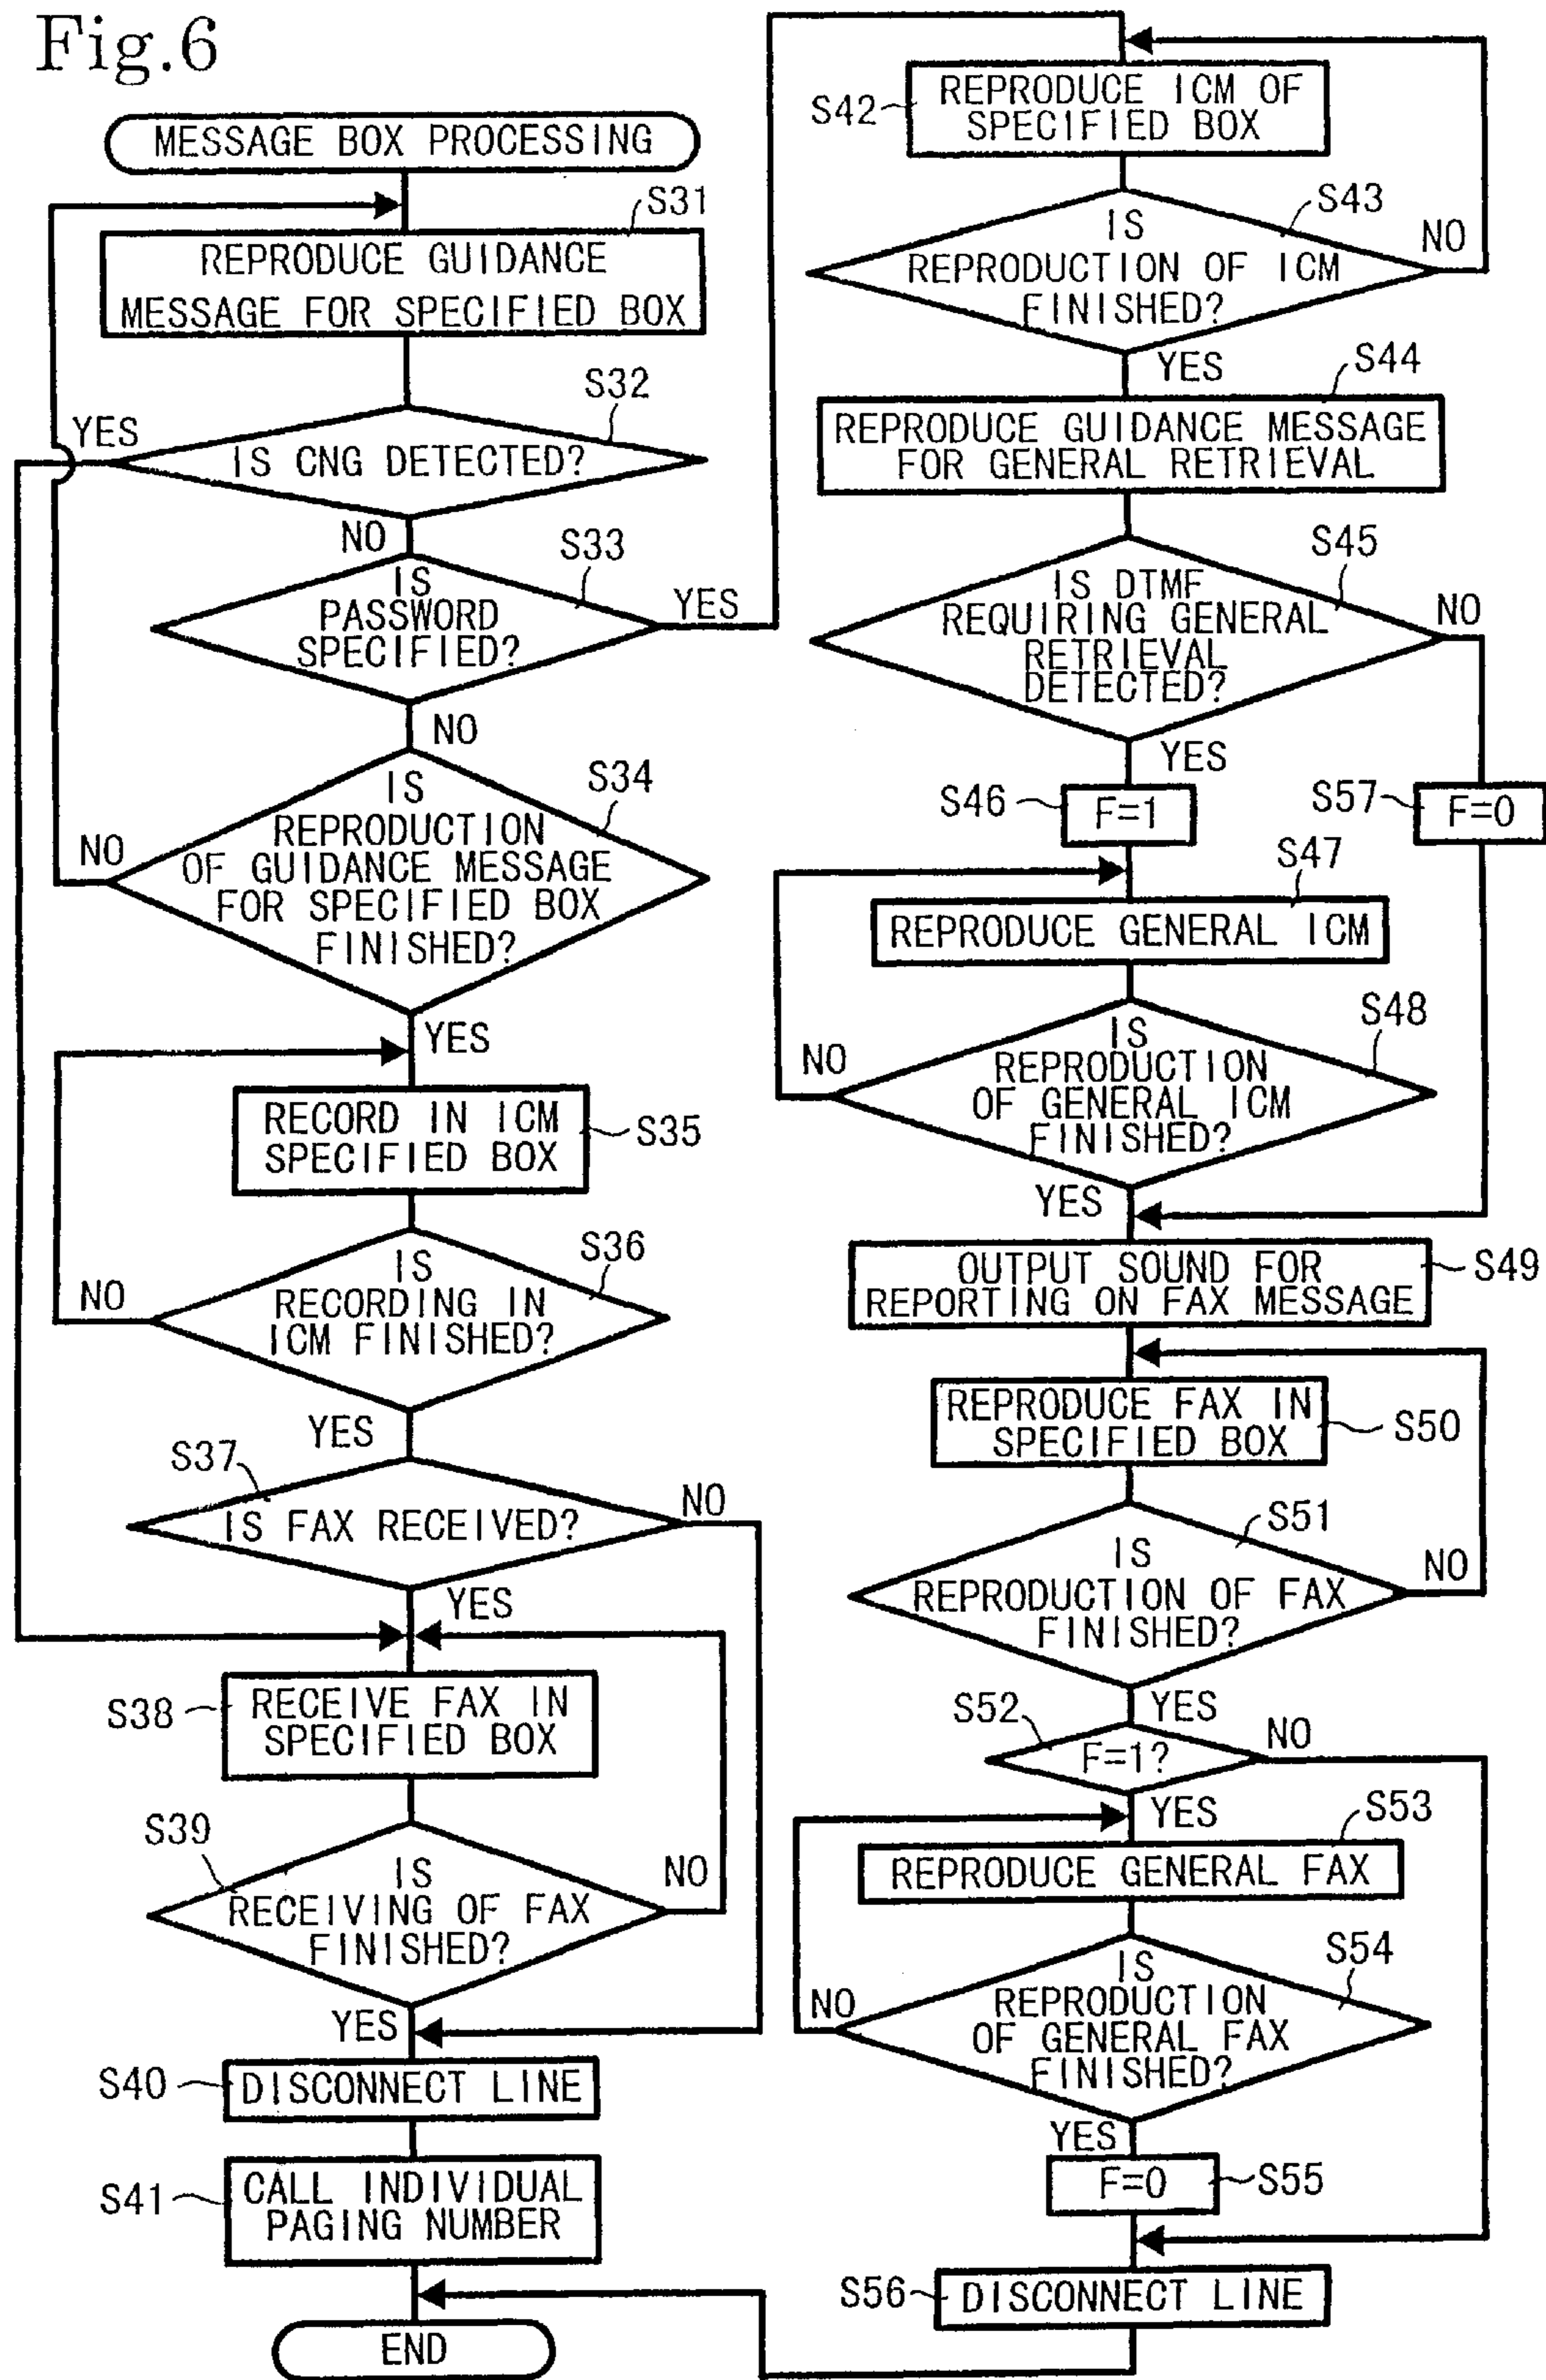 Fig.6
MESSAGE BOX PROCESSING
S31
REPRODUCE GUIDANCE
MESSAGE FOR SPECIFIED BOX
S32
YES
IS CNG DETECTED?
NO
S33
IS
PASSWORD
SPECIFIED?
YES
NO
S34
IS
REPRODUCTION
OF GUIDANCE MESSAGE
FOR SPECIFIED BOX
FINISHED?
NO
YES
RECORD IN ICM
SPECIFIED BOX
S35
S36
IS
RECORDING IN
ICM FINISHED?
NO
YES
S37
IS FAX RECEIVED?
NO
YES
S38
RECEIVE FAX IN
SPECIFIED BOX
S39
IS
RECEIVING OF FAX
FINISHED?
NO
YES
S40
DISCONNECT LINE
S41
CALL INDIVIDUAL
PAGING NUMBER
END
S42
REPRODUCE ICM OF
SPECIFIED BOX
S43
IS
REPRODUCTION OF ICM
FINISHED?
NO
YES
S44
REPRODUCE GUIDANCE MESSAGE
FOR GENERAL RETRIEVAL
S45
IS DTMF
REQUIRING GENERAL
RETRIEVAL
DETECTED?
NO
YES
S46
F=1
S57
F=0
S47
REPRODUCE GENERAL ICM
S48
IS
REPRODUCTION
OF GENERAL ICM
FINISHED?
NO
YES
OUTPUT SOUND FOR
REPORTING ON FAX MESSAGE
S49
REPRODUCE FAX IN
SPECIFIED BOX
S50
S51
IS
REPRODUCTION OF FAX
FINISHED?
NO
YES
S52
F=1?
NO
YES
S53
REPRODUCE GENERAL FAX
S54
IS
REPRODUCTION
OF GENERAL FAX
FINISHED?
NO
YES
F=0
S55
S56
DISCONNECT LINE